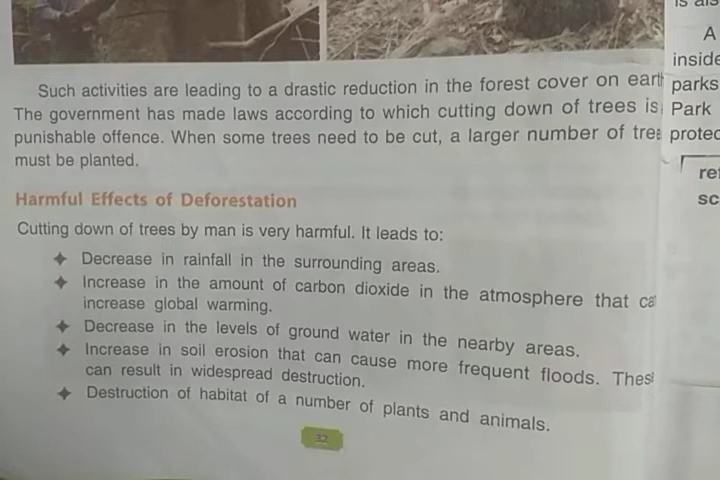 Such activities are leading to a drastic reduction in the forest cover on earth
The government has made laws according to which cutting down of trees is
punishable offence. When some trees need to be cut, a larger number of
must be planted.
Harmful Effects of Deforestation
Cutting down of trees by man is very harmful. It leads to:
✦ Decrease in rainfall in the surrounding areas.
✦ Increase in the amount of carbon dioxide in the atmosphere that
increase global warming.
✦ Decrease in the levels of ground water in the nearby areas.
✦ Increase in soil erosion that can cause more frequent floods.
can result in widespread destruction.
✦ Destruction of habitat of a number of plants and animals.
32
A
inside
parks
Park